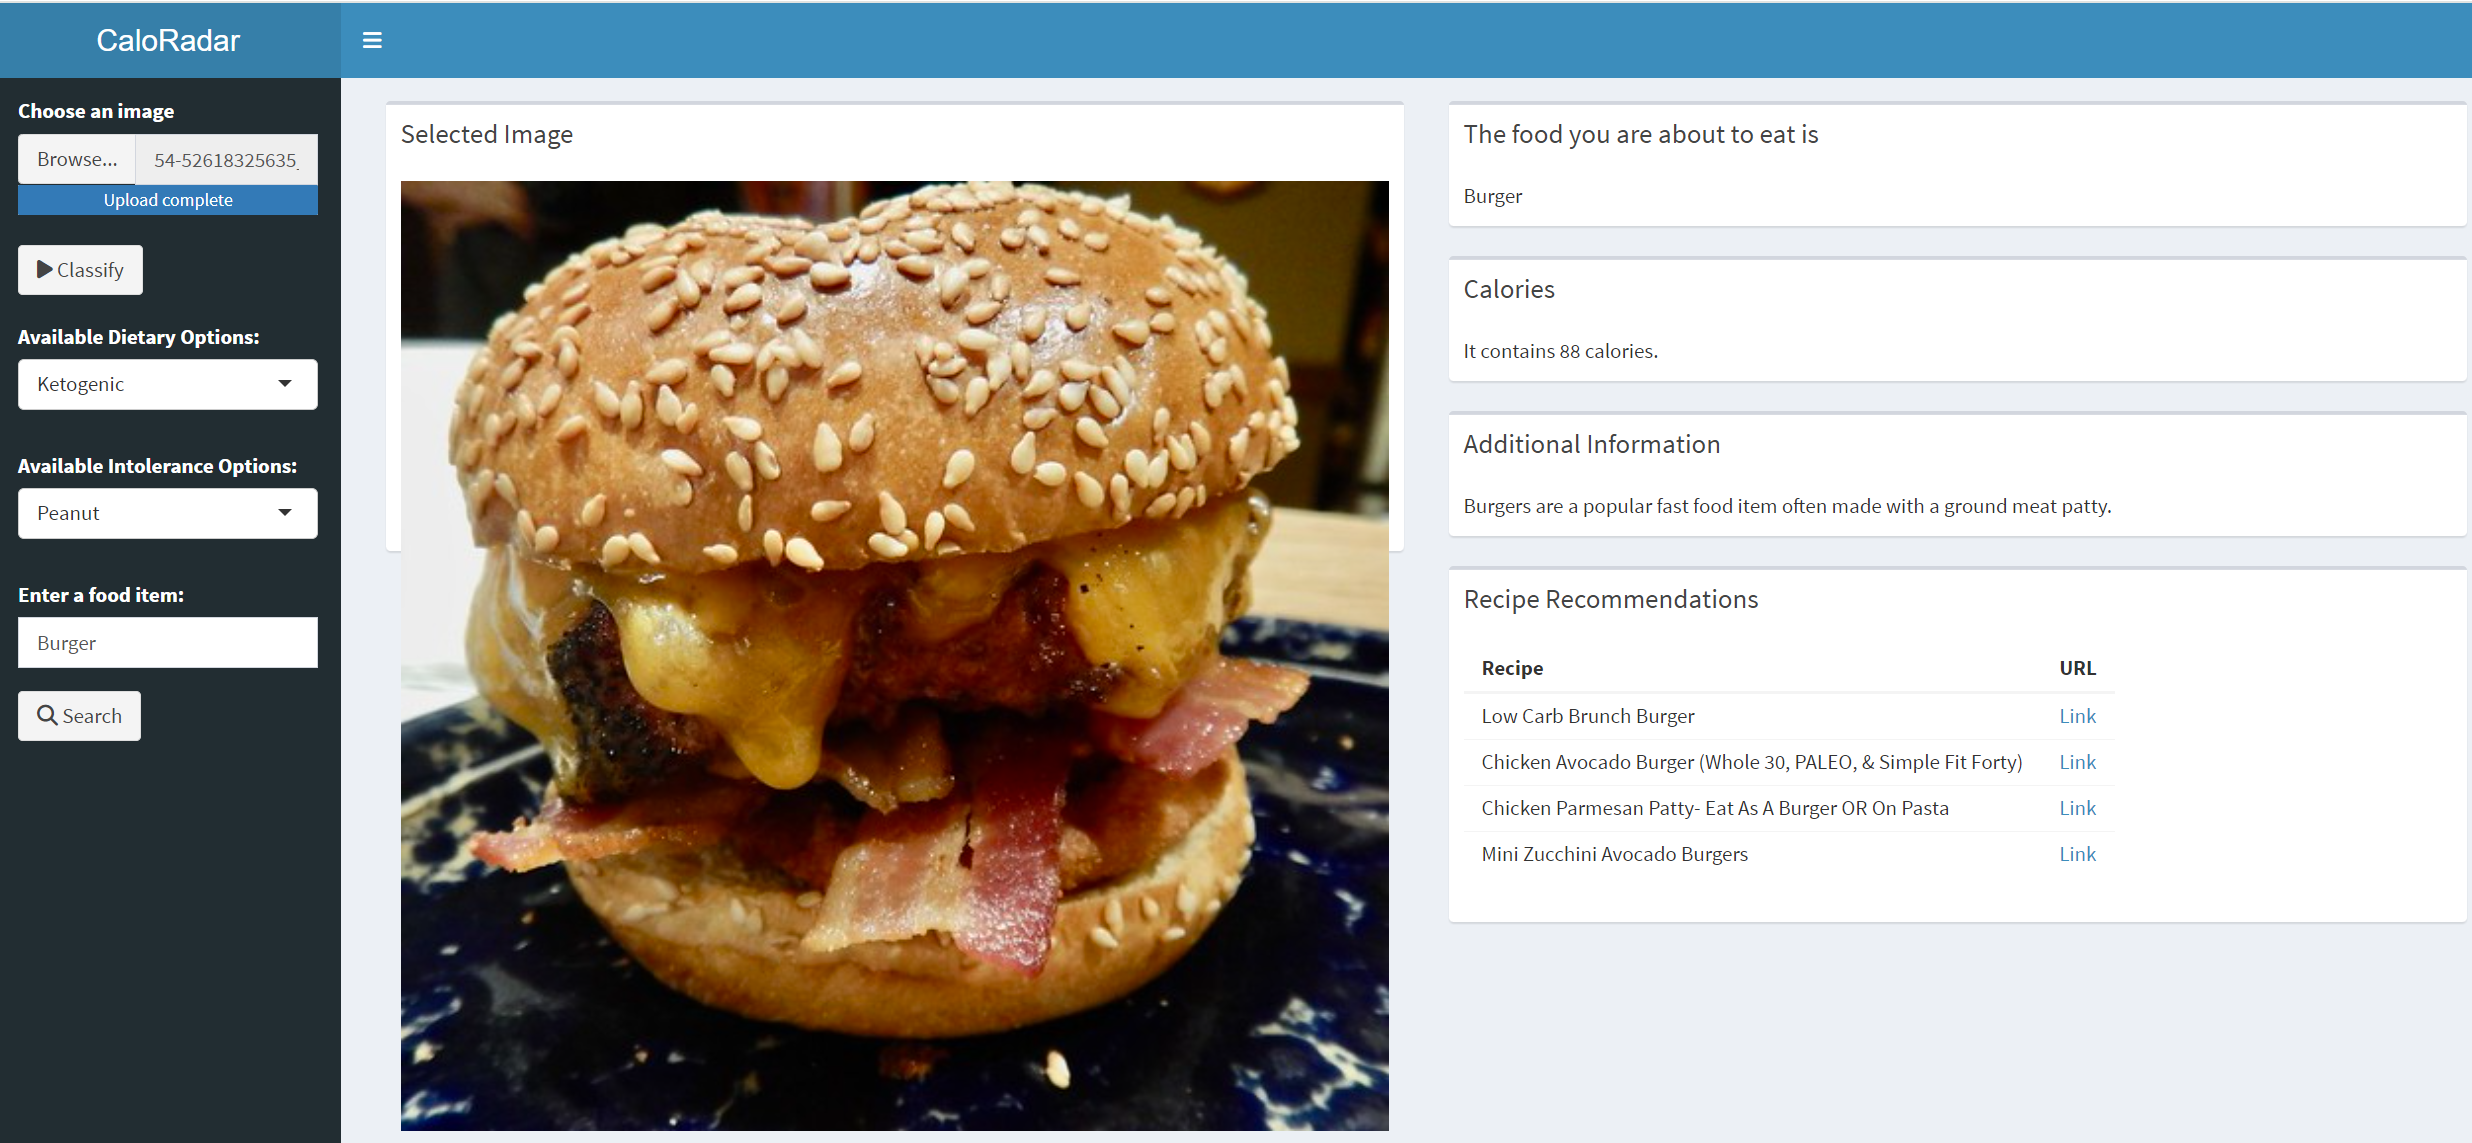 CaloRadar
Choose an image
Browse... 54-52618325635_
Upload complete
Classify
Available Dietary Options:
Ketogenic
Available Intolerance Options:
Peanut
Enter a food item:
Burger
Search
Selected Image
The food you are about to eat is
Burger
Calories
It contains 88 calories.
Additional Information
Burgers are a popular fast food item often made with a ground meat patty.
Recipe Recommendations
Recipe URL
Low Carb Brunch Burger Link
Chicken Avocado Burger (Whole 30, PALEO, & Simple Fit Forty) Link
Chicken Parmesan Patty- Eat As A Burger OR On Pasta Link
Mini Zucchini Avocado Burgers Link